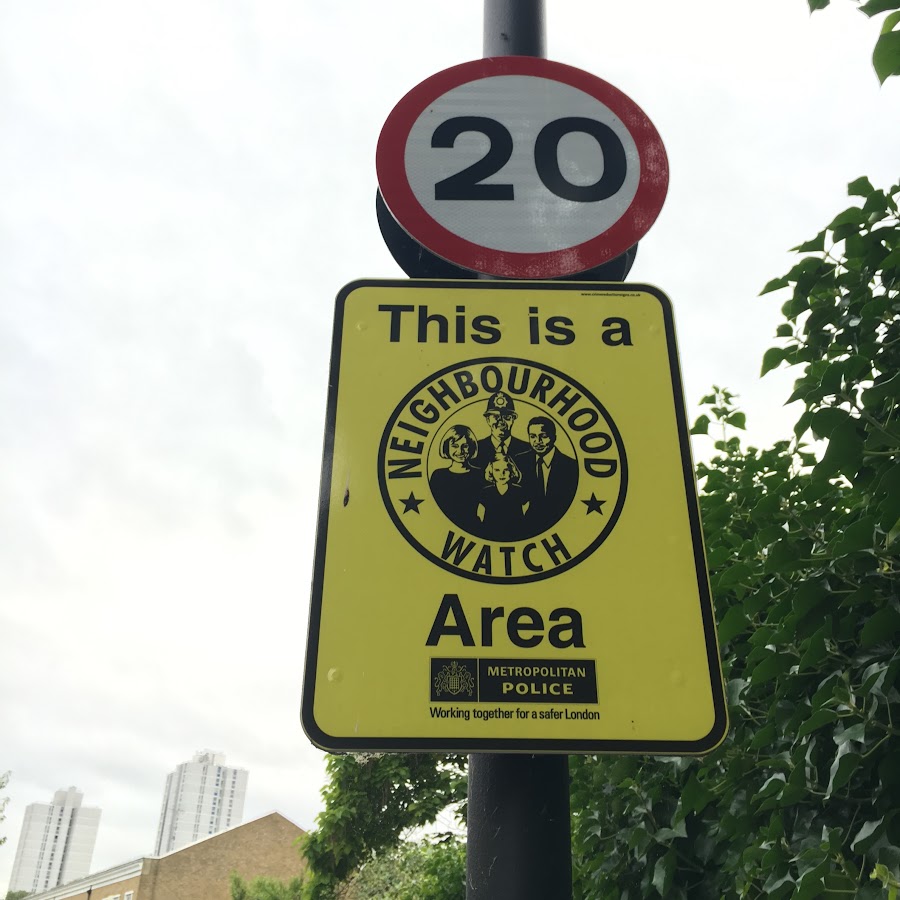 20
This is a
NEIGHBOURHOOD
WATCH
Area
METROPOLITAN
POLICE
Working together for a safer London